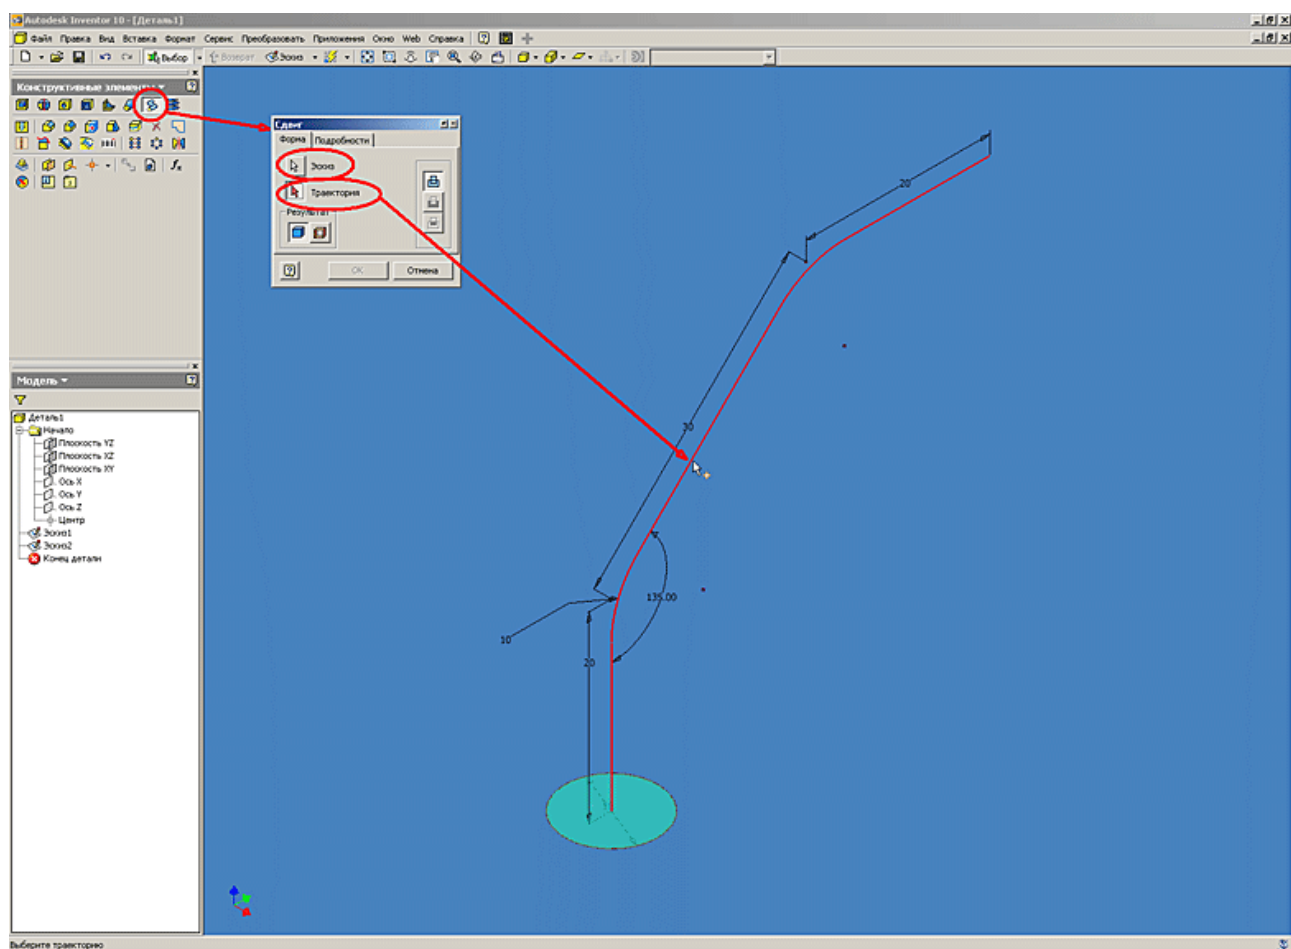 Autodesk Inventor 10 - [Деталь1]
Файл Правка Вид Вставка Формат Сервис Преобразовать Приложения Окно Web Справка
Выбор Возврат Эскиз
Конструктивные элементы
Сдвиг
Форма Подробности
Эскиз
Траектория
Результат
OK Отмена
20
30
135.00
10
20
Модель
Деталь1
Начало
Плоскость YZ
Плоскость XZ
Плоскость XY
Ось X
Ось Y
Ось Z
Центр
Эскиз1
Эскиз2
Конец детали
Выберите траекторию